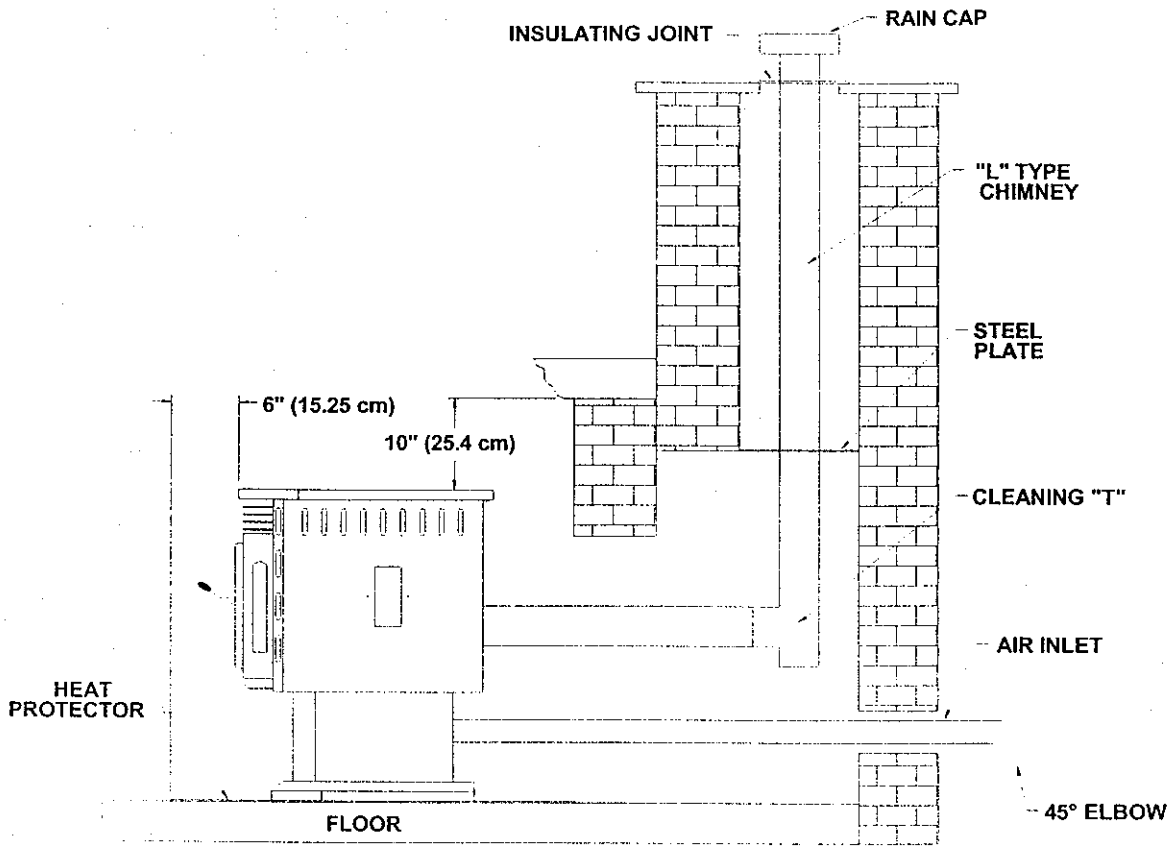 RAIN CAP
INSULATING JOINT
"L" TYPE
CHIMNEY
STEEL
PLATE
6" (15.25 cm)
10" (25.4 cm)
CLEANING "T"
AIR INLET
HEAT
PROTECTOR
45° ELBOW
FLOOR